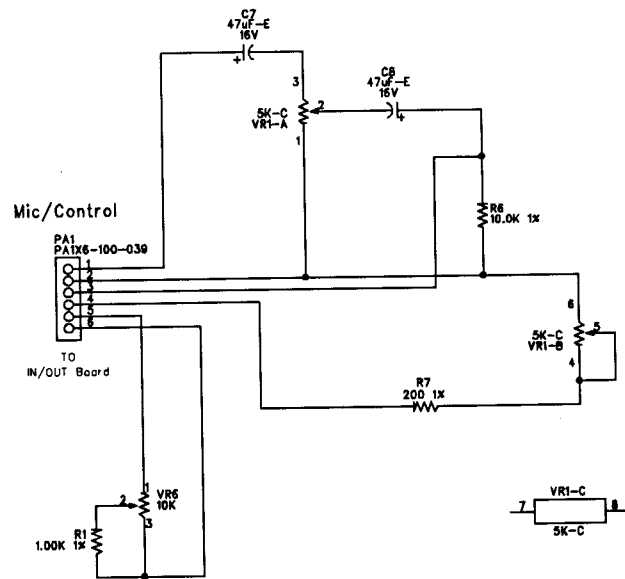 C7
47uF-E
16V
+
3
C8
47uF-E
16V
2
+
5K-C
VR1-A
1
R6
10.0K 1%
Mic/Control
PA1
PA1X6-100-039
1
2
3
4
5
6
TO
IN/OUT Board
6
5
5K-C
VR1-B
4
R7
200 1%
1
2
VR6
10K
3
R1
1.00K 1%
VR1-C
7
8
5K-C